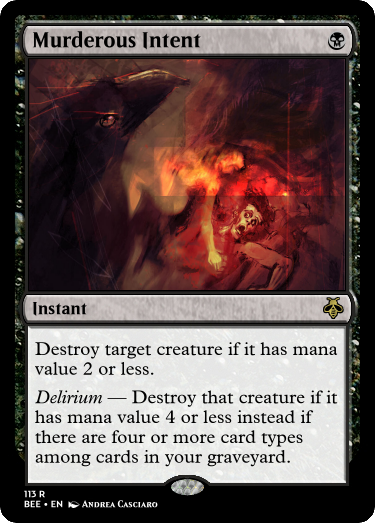 Murderous Intent
Instant
Destroy target creature if it has mana
value 2 or less.
Delirium — Destroy that creature if it
has mana value 4 or less instead if
there are four or more card types
among cards in your graveyard.
113 R
BEE • EN Andrea Casciaro